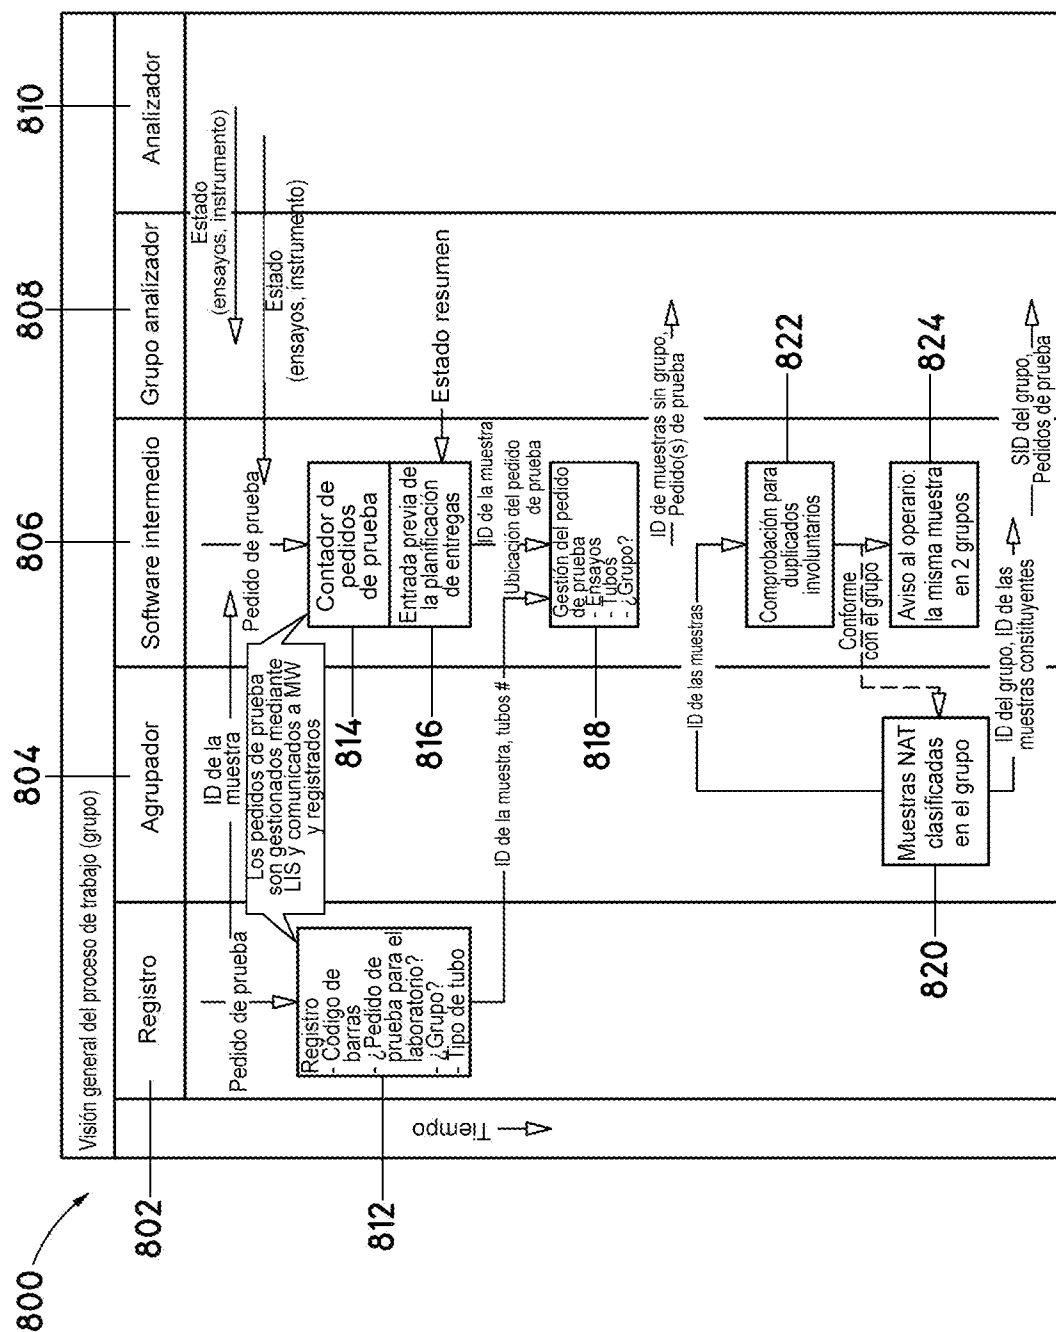 800
Visión general del proceso de trabajo (grupo)
802
804
806
808
810
Registro
Agrupador
Software intermedio
Grupo analizador
Analizador
Tiempo
Pedido de prueba
ID de la
muestra
Pedido de prueba
Estado
(ensayos, instrumento)
Estado
(ensayos, instrumento)
812
Registro
- Código de
barras
- ¿Pedido de
prueba para el
laboratorio?
- ¿Grupo?
- Tipo de tubo
Los pedidos de prueba
son gestionados mediante
LIS y comunicados a MW
y registrados
814
Contador de
pedidos
de prueba
816
Entrada previa de
la planificación
de entregas
Estado resumen
ID de la muestra
Ubicación del pedido
de prueba
ID de la muestra, tubos #
818
Gestión del pedido
de prueba
- Ensayos
- Tubos
- ¿Grupo?
ID de muestras sin grupo,
Pedido(s) de prueba
ID de las muestras
Comprobación para
duplicados
involuntarios
822
Conforme
con el grupo
Aviso al operario:
la misma muestra
en 2 grupos
824
820
Muestras NAT
clasificadas
en el grupo
ID del grupo, ID de las
muestras constituyentes
SID del grupo,
Pedidos de prueba